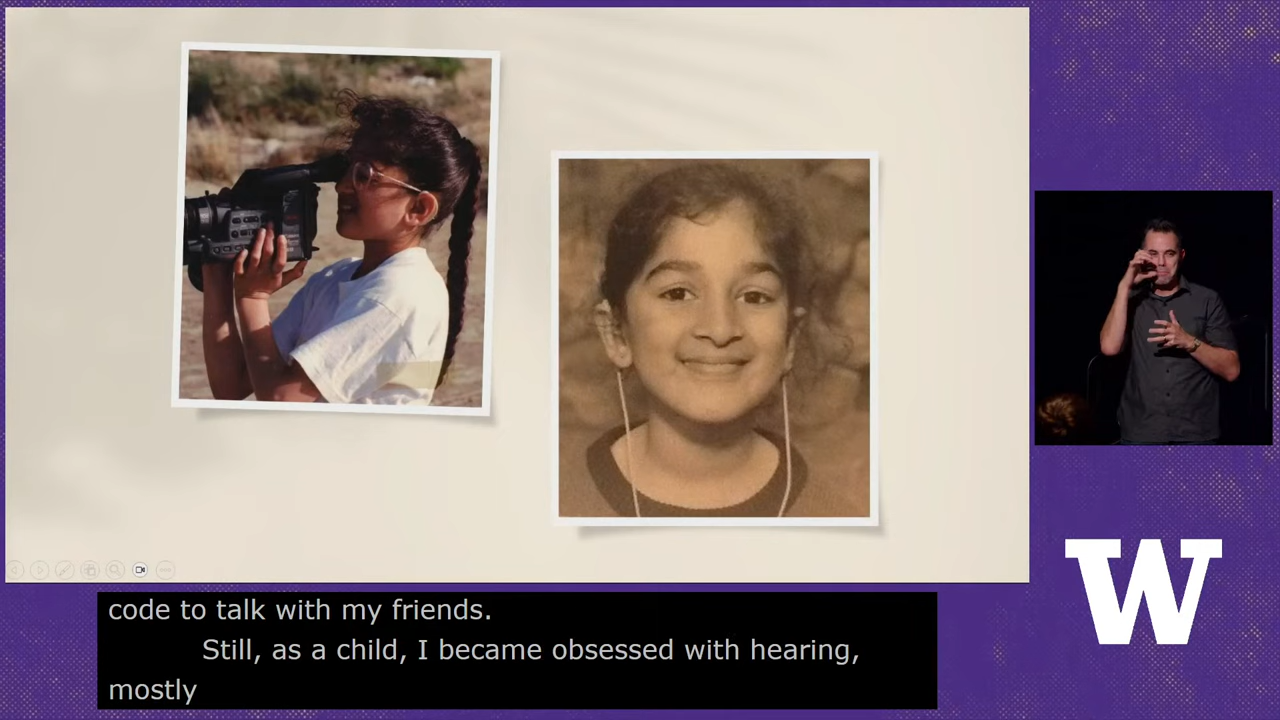 code to talk with my friends.
Still, as a child, I became obsessed with hearing,
mostly
W